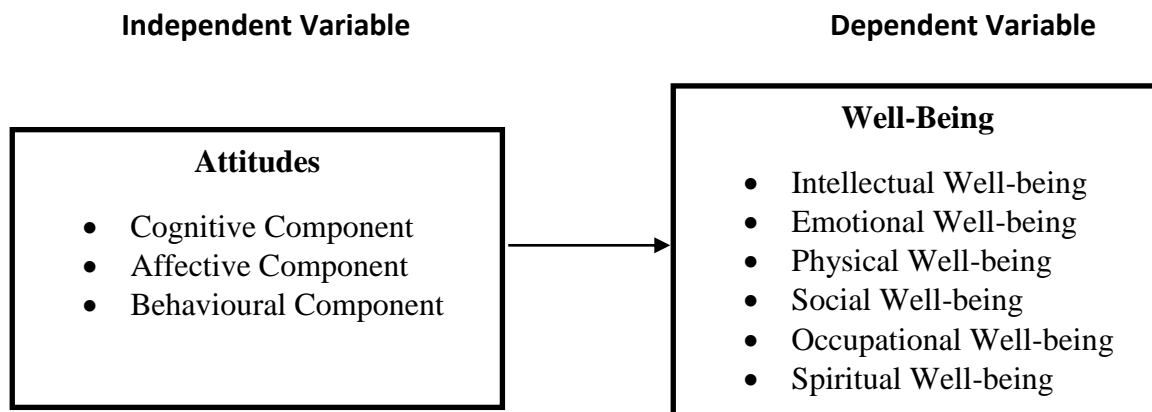 Independent Variable
Dependent Variable
Attitudes
• Cognitive Component
• Affective Component
• Behavioural Component
Well-Being
• Intellectual Well-being
• Emotional Well-being
• Physical Well-being
• Social Well-being
• Occupational Well-being
• Spiritual Well-being